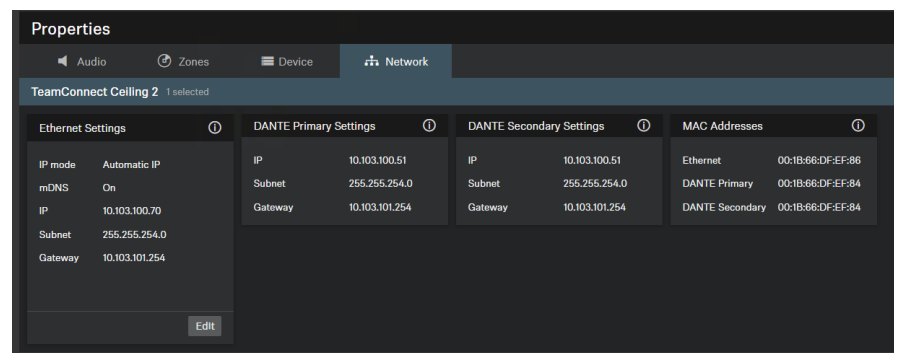 Properties
Audio
Zones
Device
Network
TeamConnect Ceiling 2 1 selected
Ethernet Settings
IP mode Automatic IP
mDNS On
IP 10.103.100.70
Subnet 255.255.254.0
Gateway 10.103.101.254
Edit
DANTE Primary Settings
IP 10.103.100.51
Subnet 255.255.254.0
Gateway 10.103.101.254
DANTE Secondary Settings
IP 10.103.100.51
Subnet 255.255.254.0
Gateway 10.103.101.254
MAC Addresses
Ethernet 00:1B:66:DF:EF:86
DANTE Primary 00:1B:66:DF:EF:84
DANTE Secondary 00:1B:66:DF:EF:84